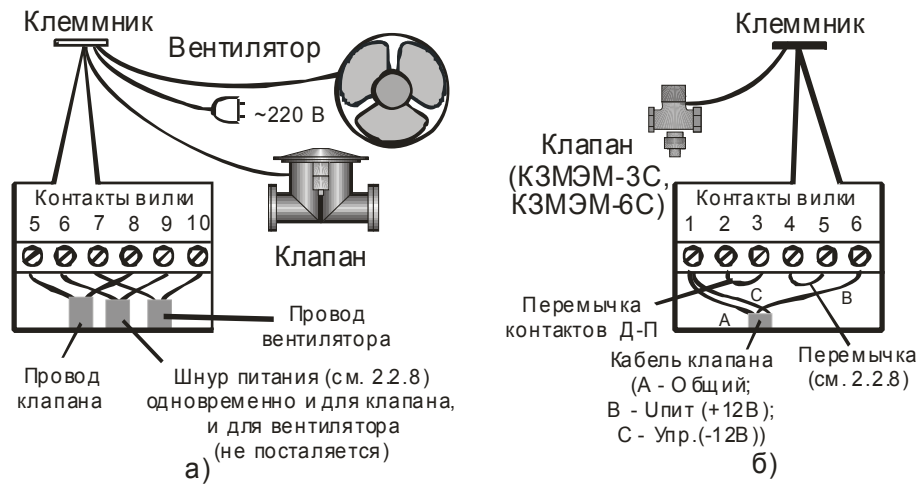 Клеммник
Вентилятор
~220 В
Клапан
Контакты вилки
5 6 7 8 9 10
Провод
вентилятора
Провод
клапана
Шнур питания (см. 2.2.8)
одновременно и для клапана,
и для вентилятора
(не посталяется)
а)
Клеммник
Клапан
(КЗМЭМ-3С,
КЗМЭМ-6С)
Контакты вилки
1 2 3 4 5 6
А
С
В
Перемычка
контактов Д-П
Кабель клапана
(А - Общий;
В - Uпит (+12В);
С - Упр.(-12В))
Перемычка
(см. 2.2.8)
б)